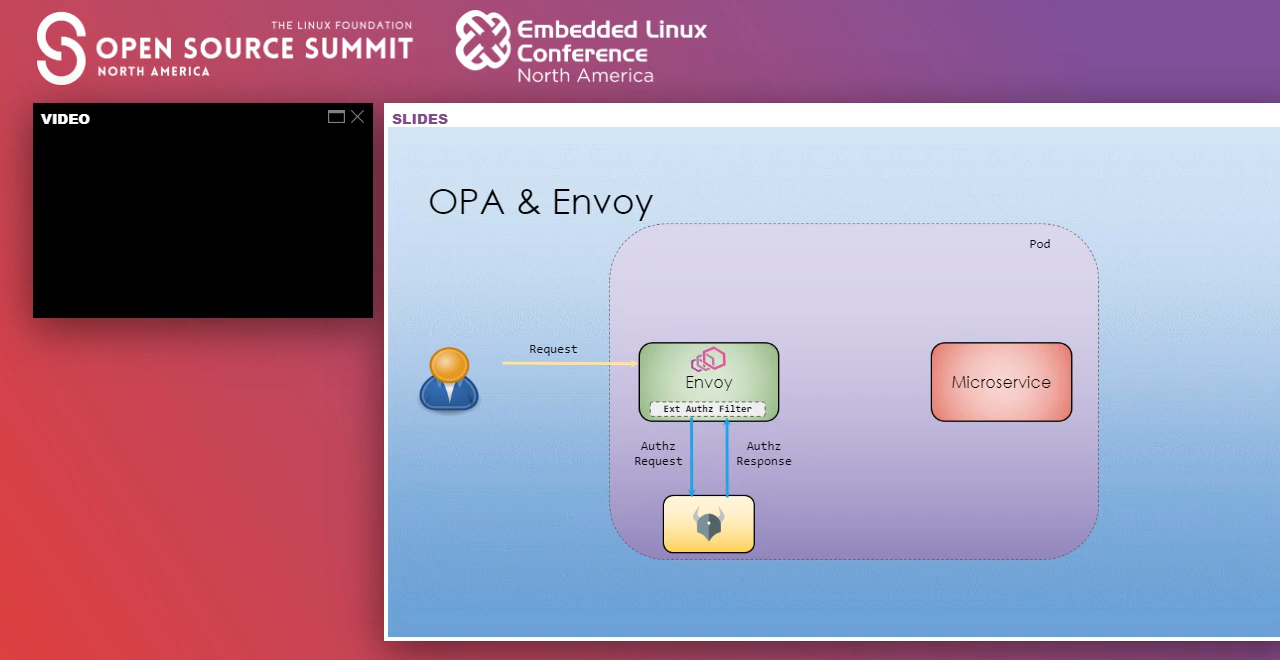 THE LINUX FOUNDATION
OPEN SOURCE SUMMIT
NORTH AMERICA
Embedded Linux
Conference
North America
VIDEO
SLIDES
OPA & Envoy
Pod
Request
Envoy
Ext Authz Filter
Microservice
Authz
Request
Authz
Response